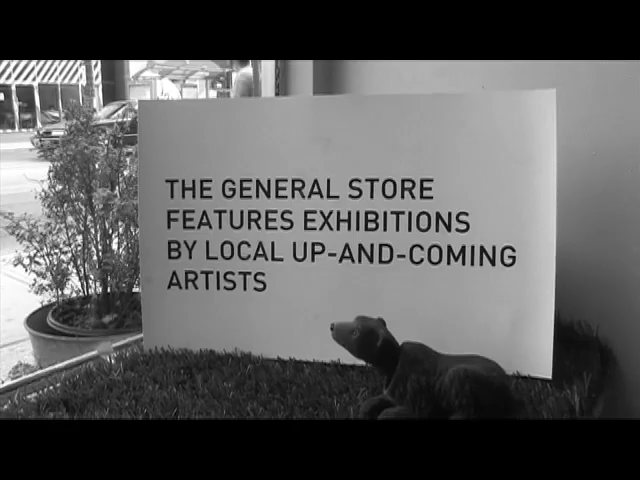 THE GENERAL STORE
FEATURES EXHIBITIONS
BY LOCAL UP-AND-COMING
ARTISTS